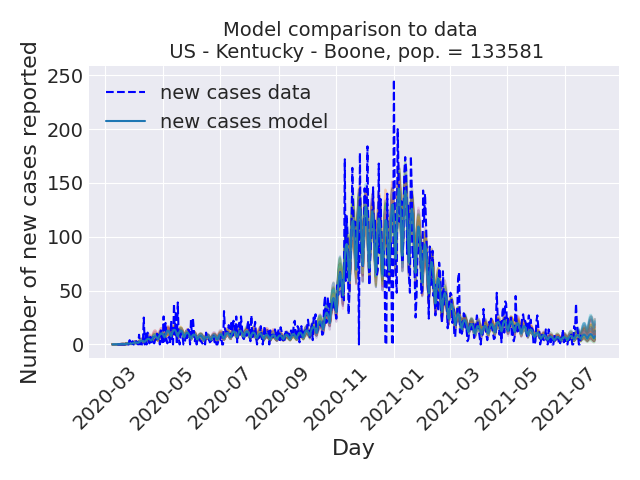 Model comparison to data
US - Kentucky - Boone, pop. = 133581
Number of new cases reported
250
200
150
100
50
0
new cases data
new cases model
2020-03
2020-05
2020-07
2020-09
2020-11
2021-01
2021-03
2021-05
2021-07
Day